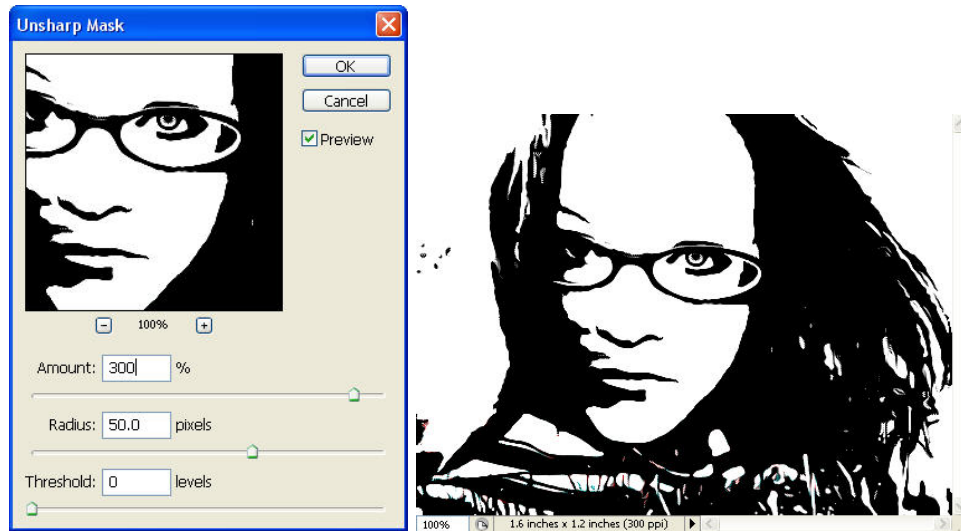 Unsharp Mask
OK
Cancel
Preview
100%
Amount: 300 %
Radius: 50.0 pixels
Threshold: 0 levels
100% 1.6 inches x 1.2 inches (300 ppi)